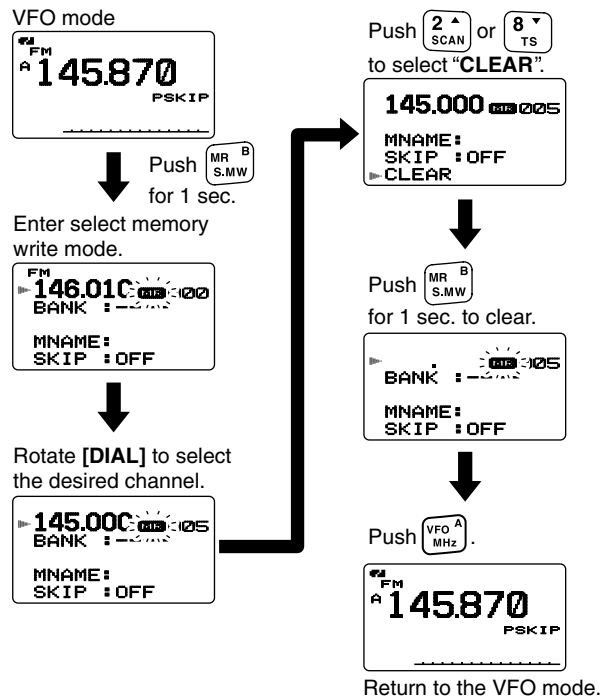 VFO mode
FM
A 145.870
PSKIP
Push MR B S.MW
for 1 sec.
Enter select memory
write mode.
FM
146.010 00
BANK :
MNAME:
SKIP :OFF
Rotate [DIAL] to select
the desired channel.
145.000 05
BANK :
MNAME:
SKIP :OFF
Push 2 SCAN or 8 TS
to select “CLEAR”.
145.000 005
MNAME:
SKIP :OFF
CLEAR
Push MR B S.MW
for 1 sec. to clear.
. 05
BANK :
MNAME:
SKIP :OFF
Push VFO A MHz .
FM
A 145.870
PSKIP
Return to the VFO mode.